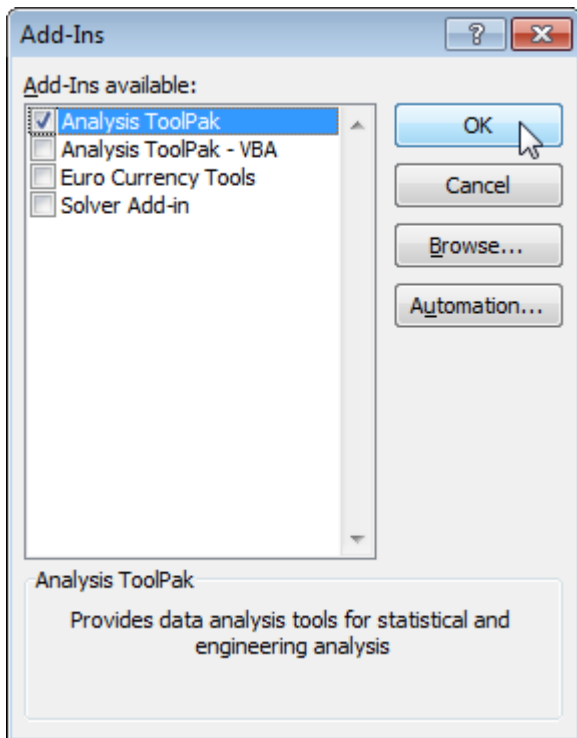 Add-Ins
?
Add-Ins available:
Analysis ToolPak
Analysis ToolPak - VBA
Euro Currency Tools
Solver Add-in
OK
Cancel
Browse...
Automation...
Analysis ToolPak
Provides data analysis tools for statistical and
engineering analysis